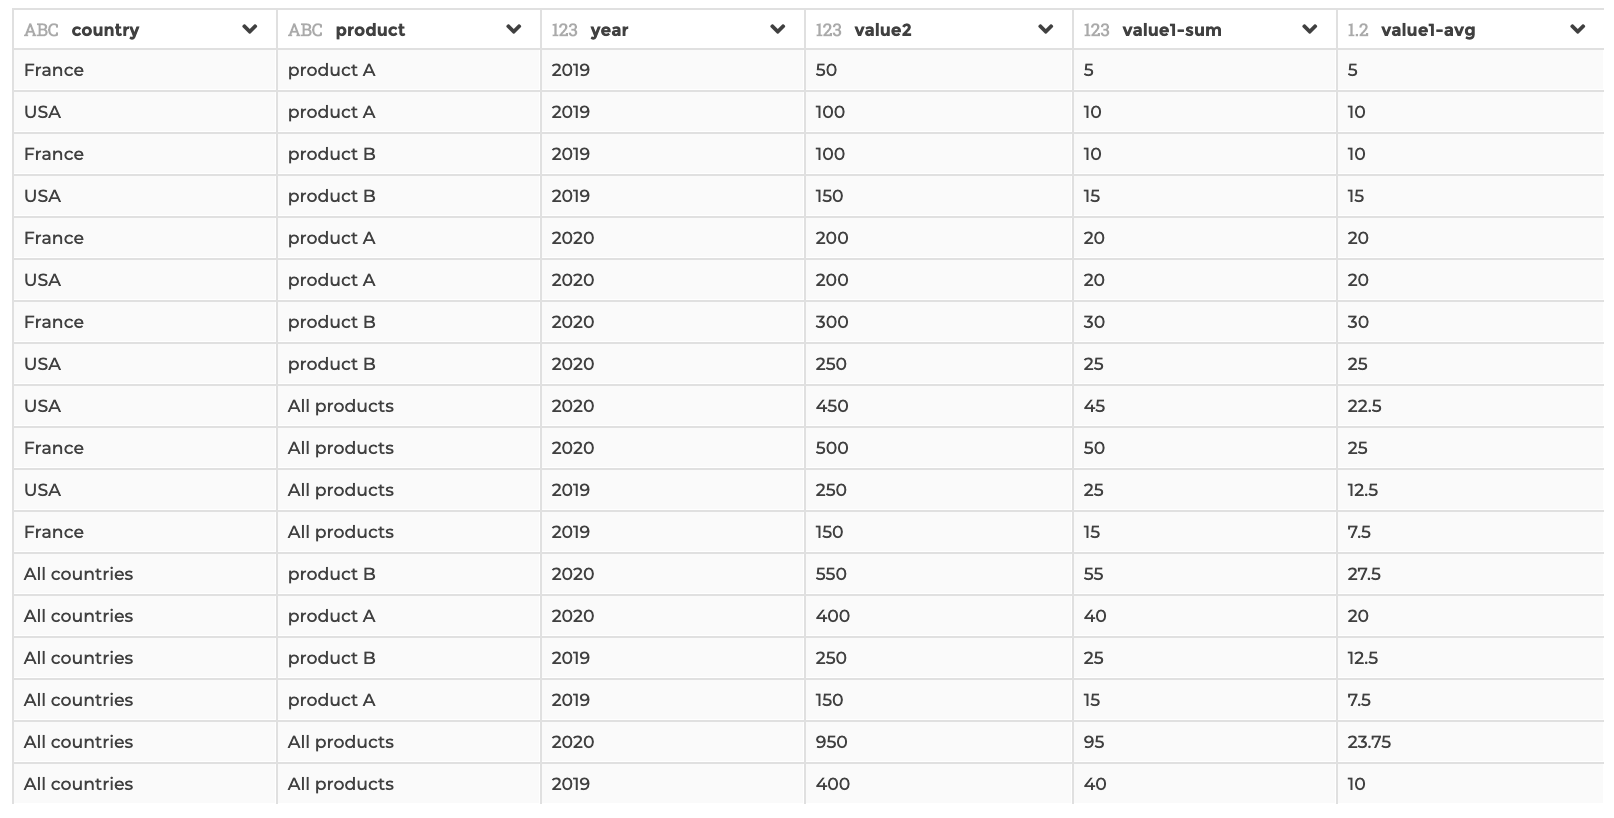 ABC country ABC product 123 year 123 value2 123 value1-sum 1.2 value1-avg
France product A 2019 50 5 5
USA product A 2019 100 10 10
France product B 2019 100 10 10
USA product B 2019 150 15 15
France product A 2020 200 20 20
USA product A 2020 200 20 20
France product B 2020 300 30 30
USA product B 2020 250 25 25
USA All products 2020 450 45 22.5
France All products 2020 500 50 25
USA All products 2019 250 25 12.5
France All products 2019 150 15 7.5
All countries product B 2020 550 55 27.5
All countries product A 2020 400 40 20
All countries product B 2019 250 25 12.5
All countries product A 2019 150 15 7.5
All countries All products 2020 950 95 23.75
All countries All products 2019 400 40 10